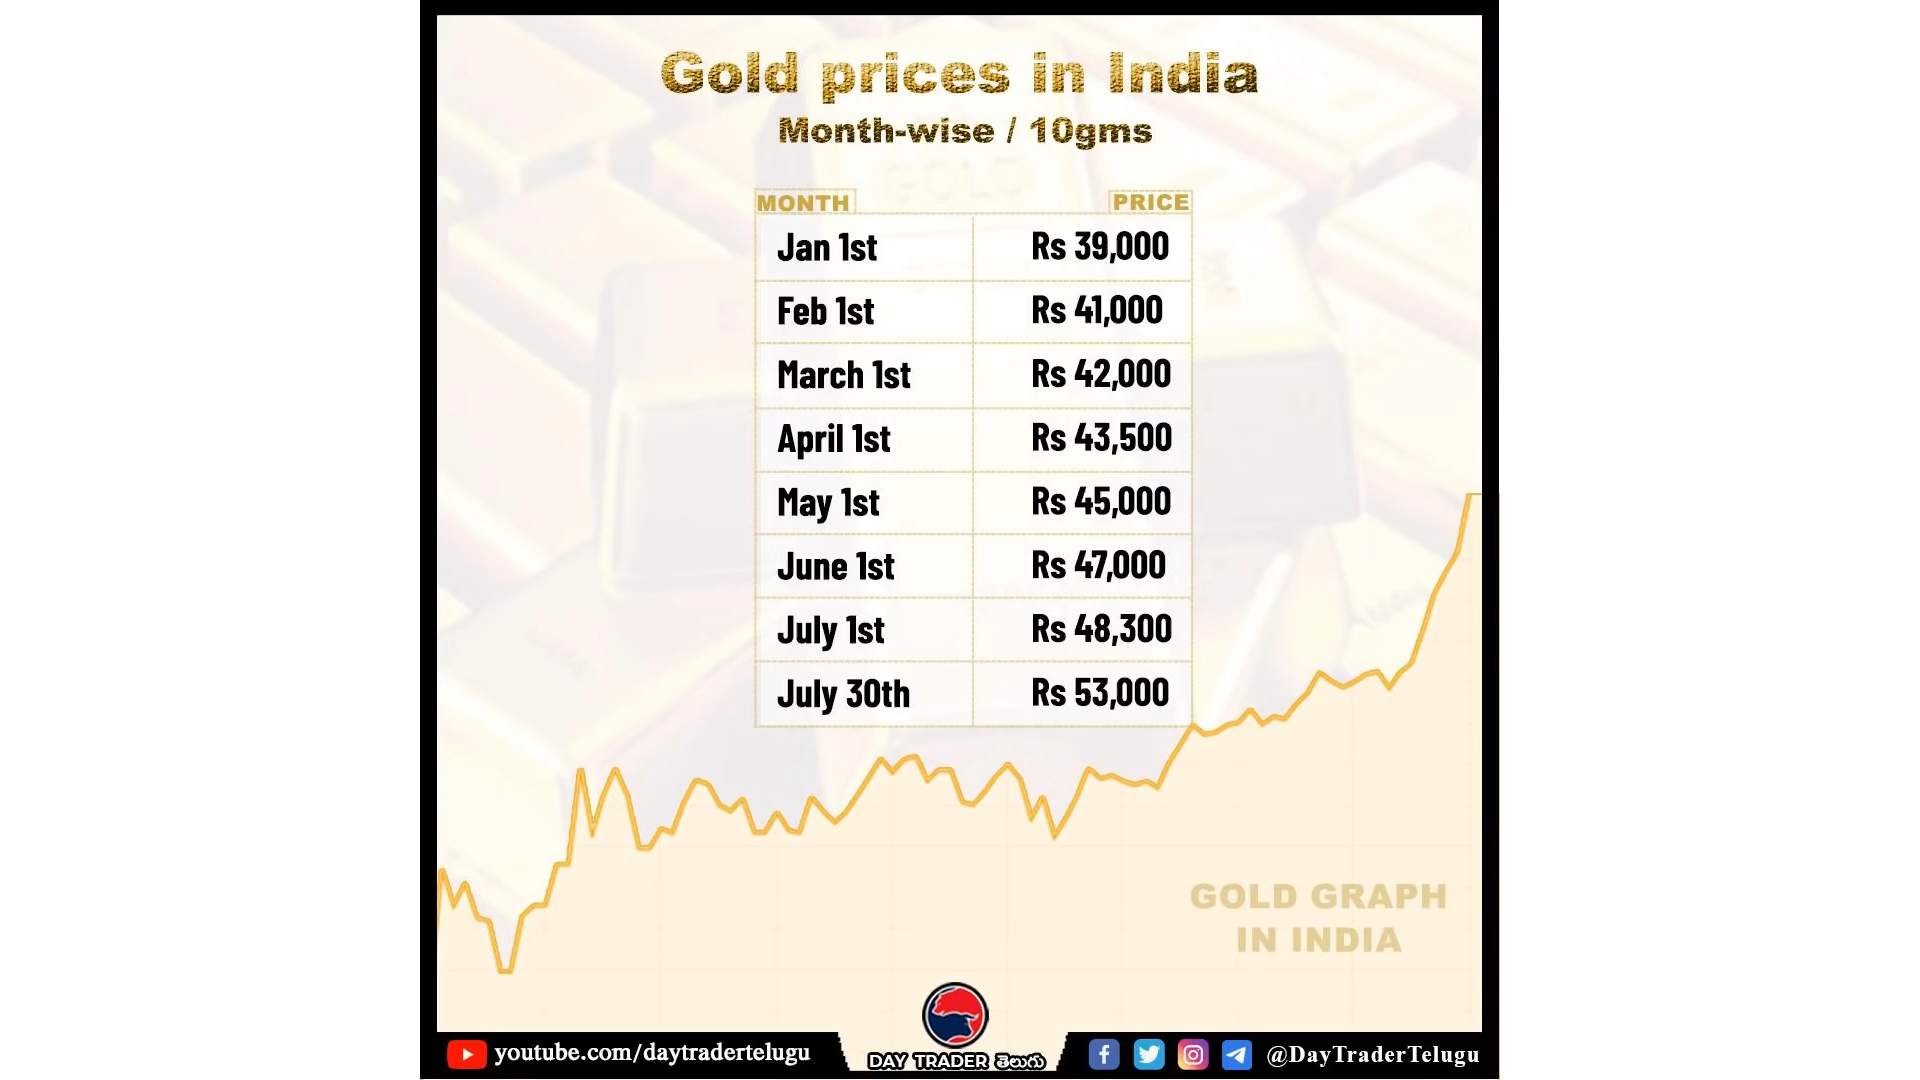 Gold prices in India
Month-wise / 10gms
GOLD
MONTH PRICE
Jan 1st Rs 39,000
Feb 1st Rs 41,000
March 1st Rs 42,000
April 1st Rs 43,500
May 1st Rs 45,000
June 1st Rs 47,000
July 1st Rs 48,300
July 30th Rs 53,000
GOLD GRAPH
IN INDIA
youtube.com/daytradertelugu
DAY TRADER తెలుగు
@DayTraderTelugu